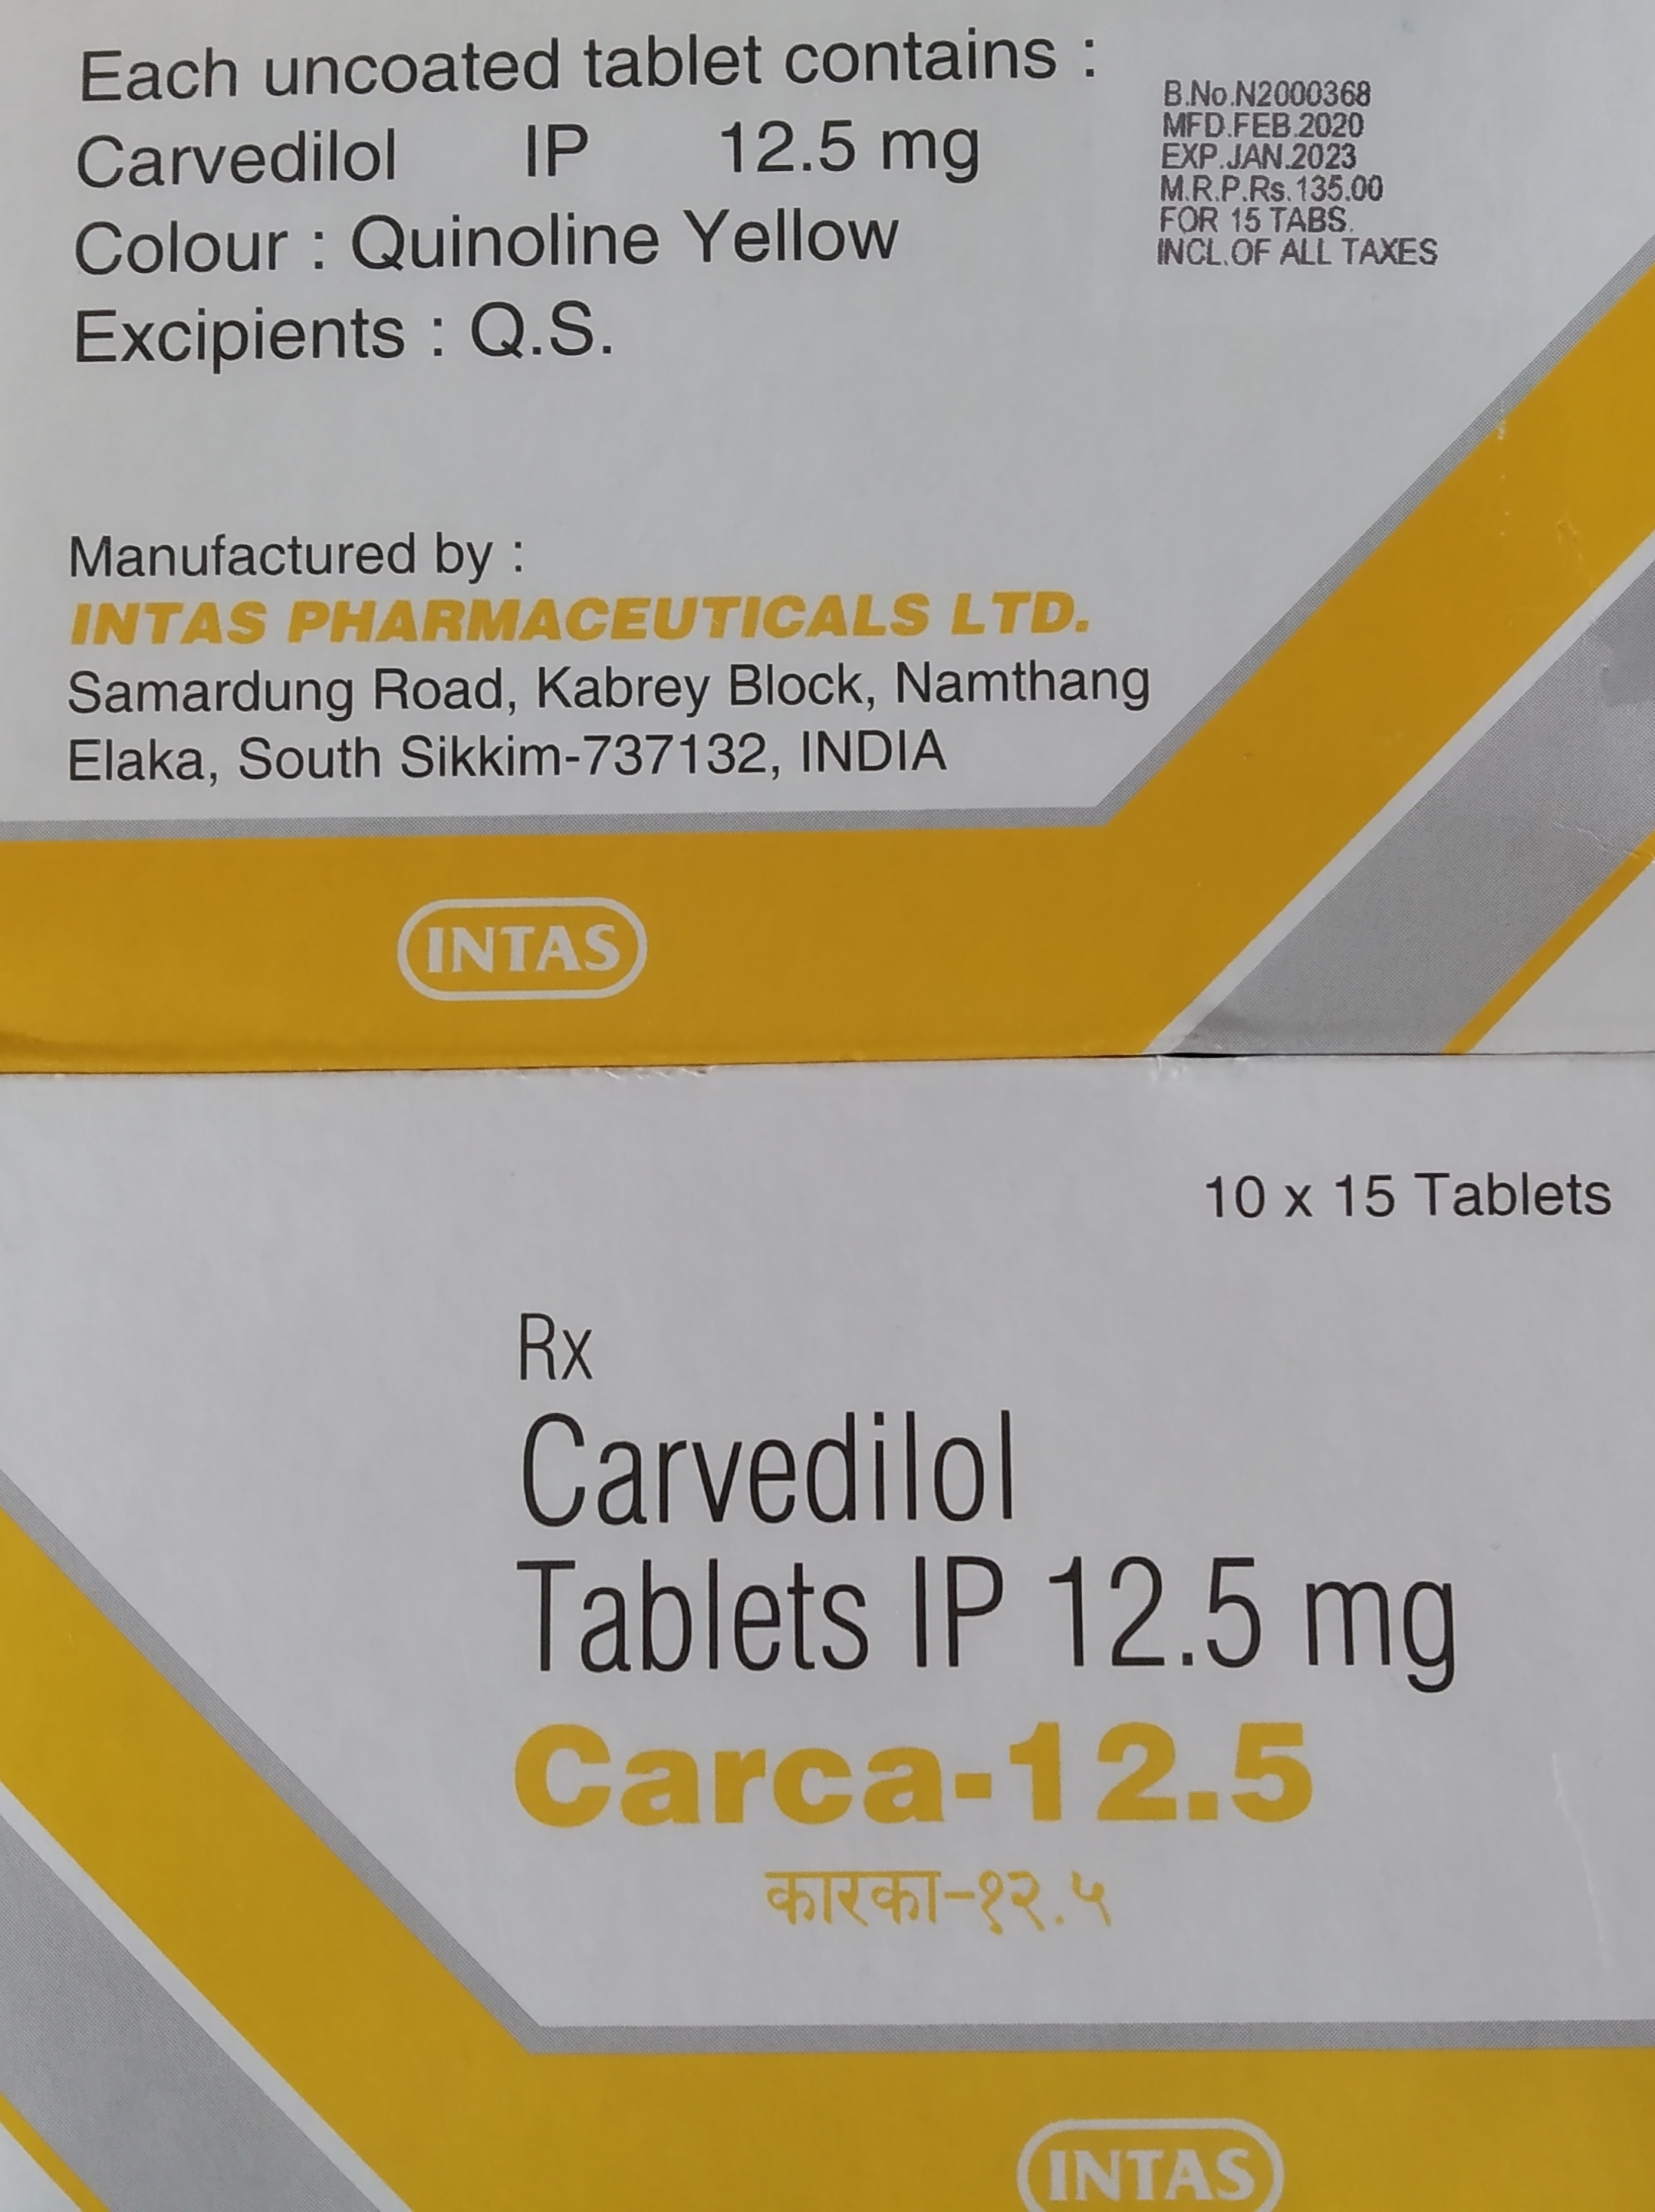 Each uncoated tablet contains :
Carvedilol IP 12.5 mg
Colour : Quinoline Yellow
Excipients : Q.S.
B.No.N2000368
MFD.FEB.2020
EXP.JAN.2023
M.R.P.Rs.135.00
FOR 15 TABS.
INCL.OF ALL TAXES
Manufactured by :
INTAS PHARMACEUTICALS LTD.
Samardung Road, Kabrey Block, Namthang
Elaka, South Sikkim-737132, INDIA
INTAS
10 x 15 Tablets
Rx
Carvedilol
Tablets IP 12.5 mg
Carca-12.5
कारका-१२.५
INTAS